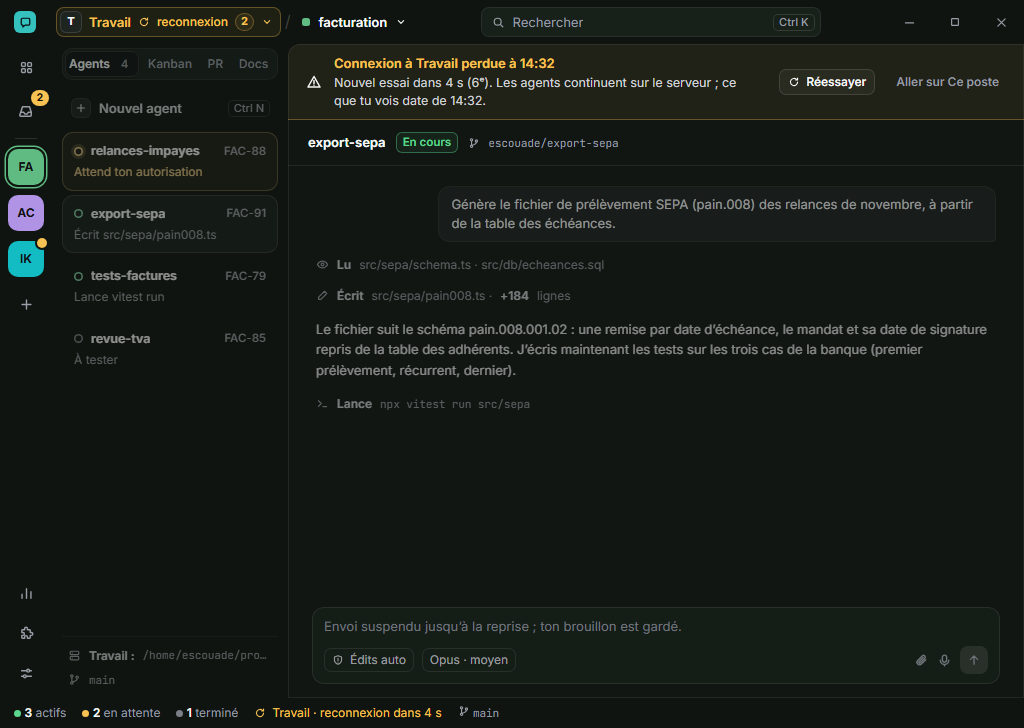 T Travail reconnexion 2 / facturation
Rechercher Ctrl K
Agents 4 Kanban PR Docs
2
Nouvel agent Ctrl N
FA
AC
IK
relances-impayes FAC-88
Attend ton autorisation
export-sepa FAC-91
Écrit src/sepa/pain008.ts
tests-factures FAC-79
Lance vitest run
revue-tva FAC-85
À tester
Connexion à Travail perdue à 14:32
Nouvel essai dans 4 s (6ᵉ). Les agents continuent sur le serveur ; ce
que tu vois date de 14:32.
Réessayer Aller sur Ce poste
export-sepa En cours escouade/export-sepa
Génère le fichier de prélèvement SEPA (pain.008) des relances de novembre, à partir
de la table des échéances.
Lu src/sepa/schema.ts · src/db/echeances.sql
Écrit src/sepa/pain008.ts · +184 lignes
Le fichier suit le schéma pain.008.001.02 : une remise par date d’échéance, le mandat et sa date de signature
repris de la table des adhérents. J’écris maintenant les tests sur les trois cas de la banque (premier
prélèvement, récurrent, dernier).
Lance npx vitest run src/sepa
Envoi suspendu jusqu’à la reprise ; ton brouillon est gardé.
Édits auto Opus · moyen
Travail : /home/escouade/pro…
main
3 actifs 2 en attente 1 terminé Travail · reconnexion dans 4 s main